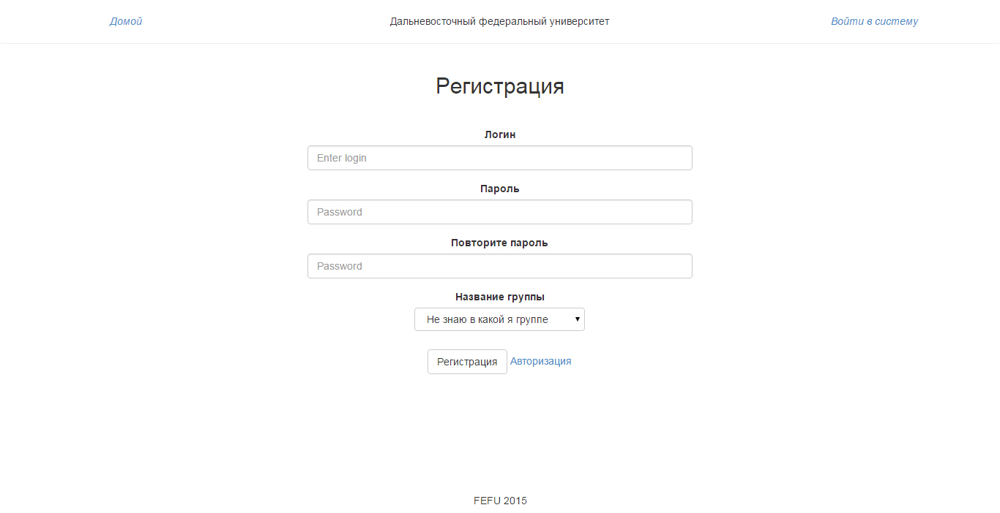 Домой Дальневосточный федеральный университет Войти в систему
Регистрация
Логин
Enter login
Пароль
Password
Повторите пароль
Password
Название группы
Не знаю в какой я группе
Регистрация Авторизация
FEFU 2015